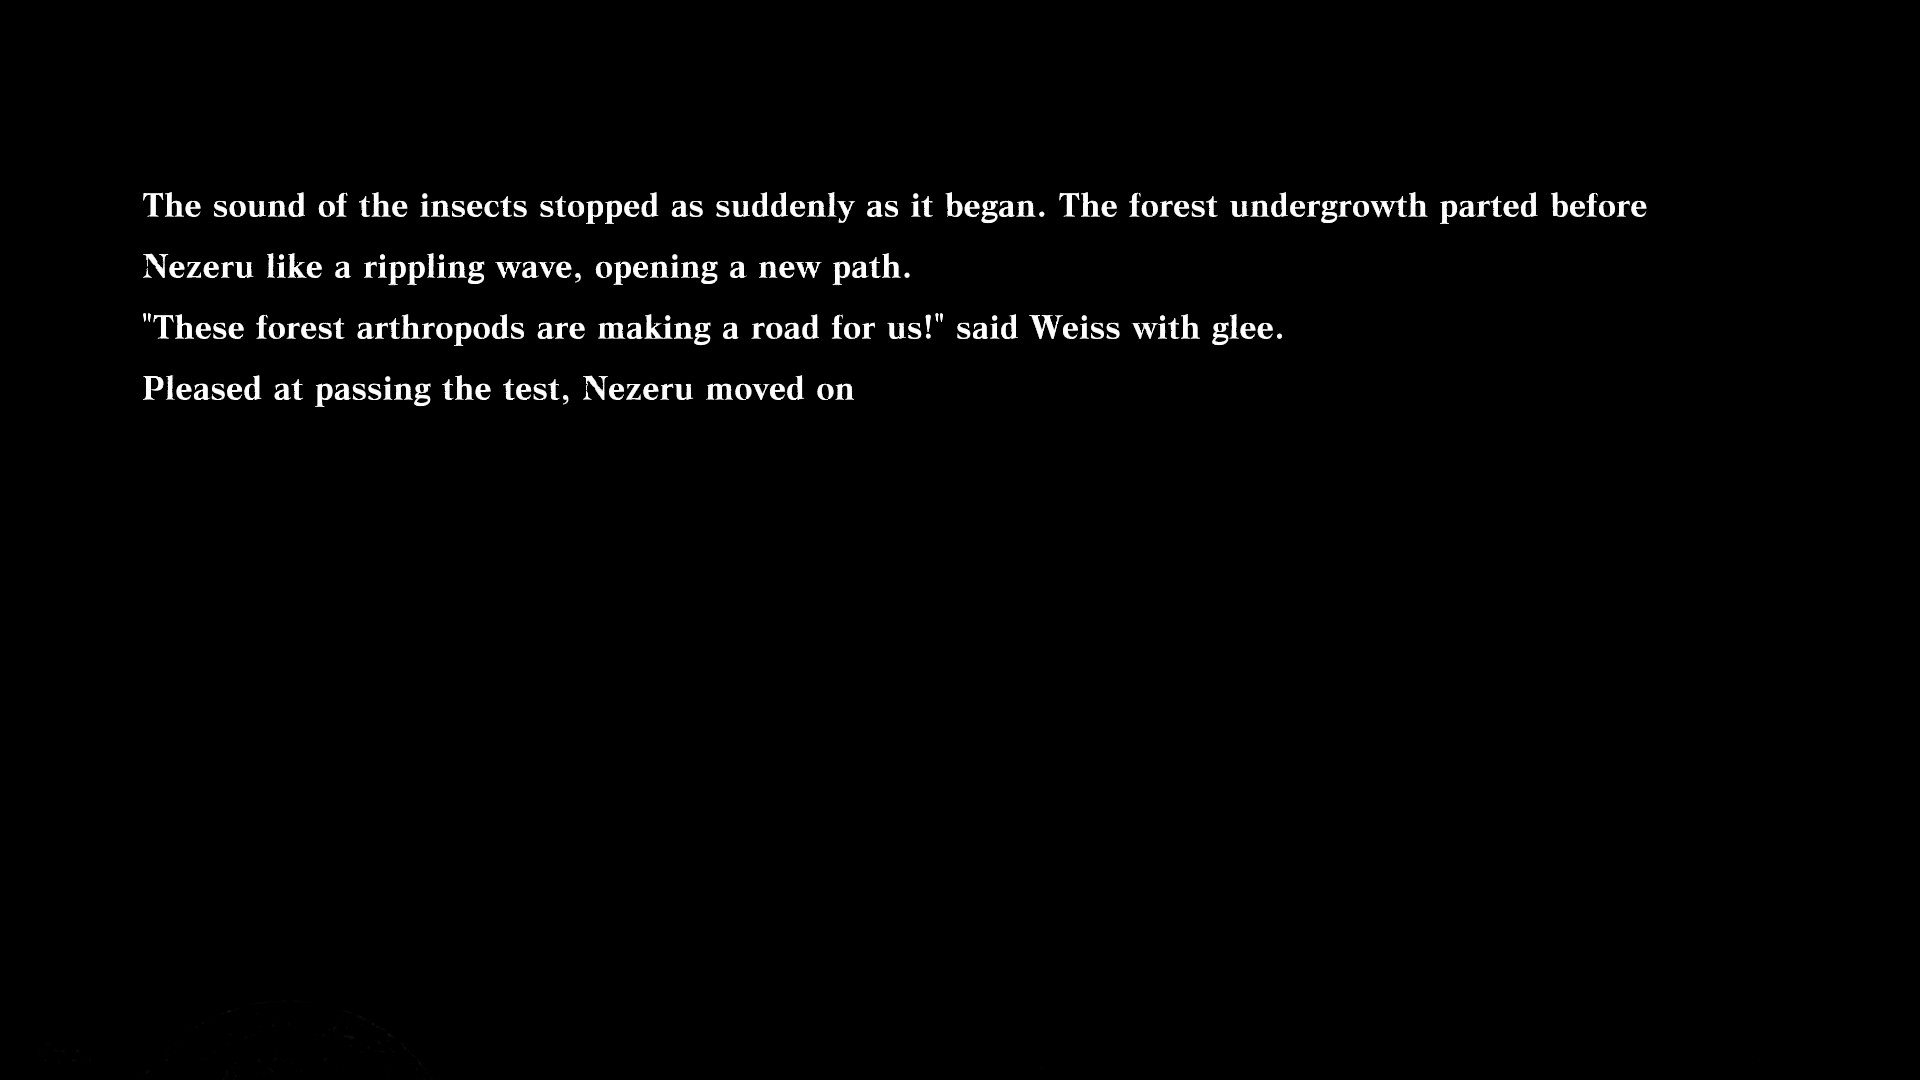 The sound of the insects stopped as suddenly as it began. The forest undergrowth parted before
Nezeru like a rippling wave, opening a new path.
"These forest arthropods are making a road for us!" said Weiss with glee.
Pleased at passing the test, Nezeru moved on